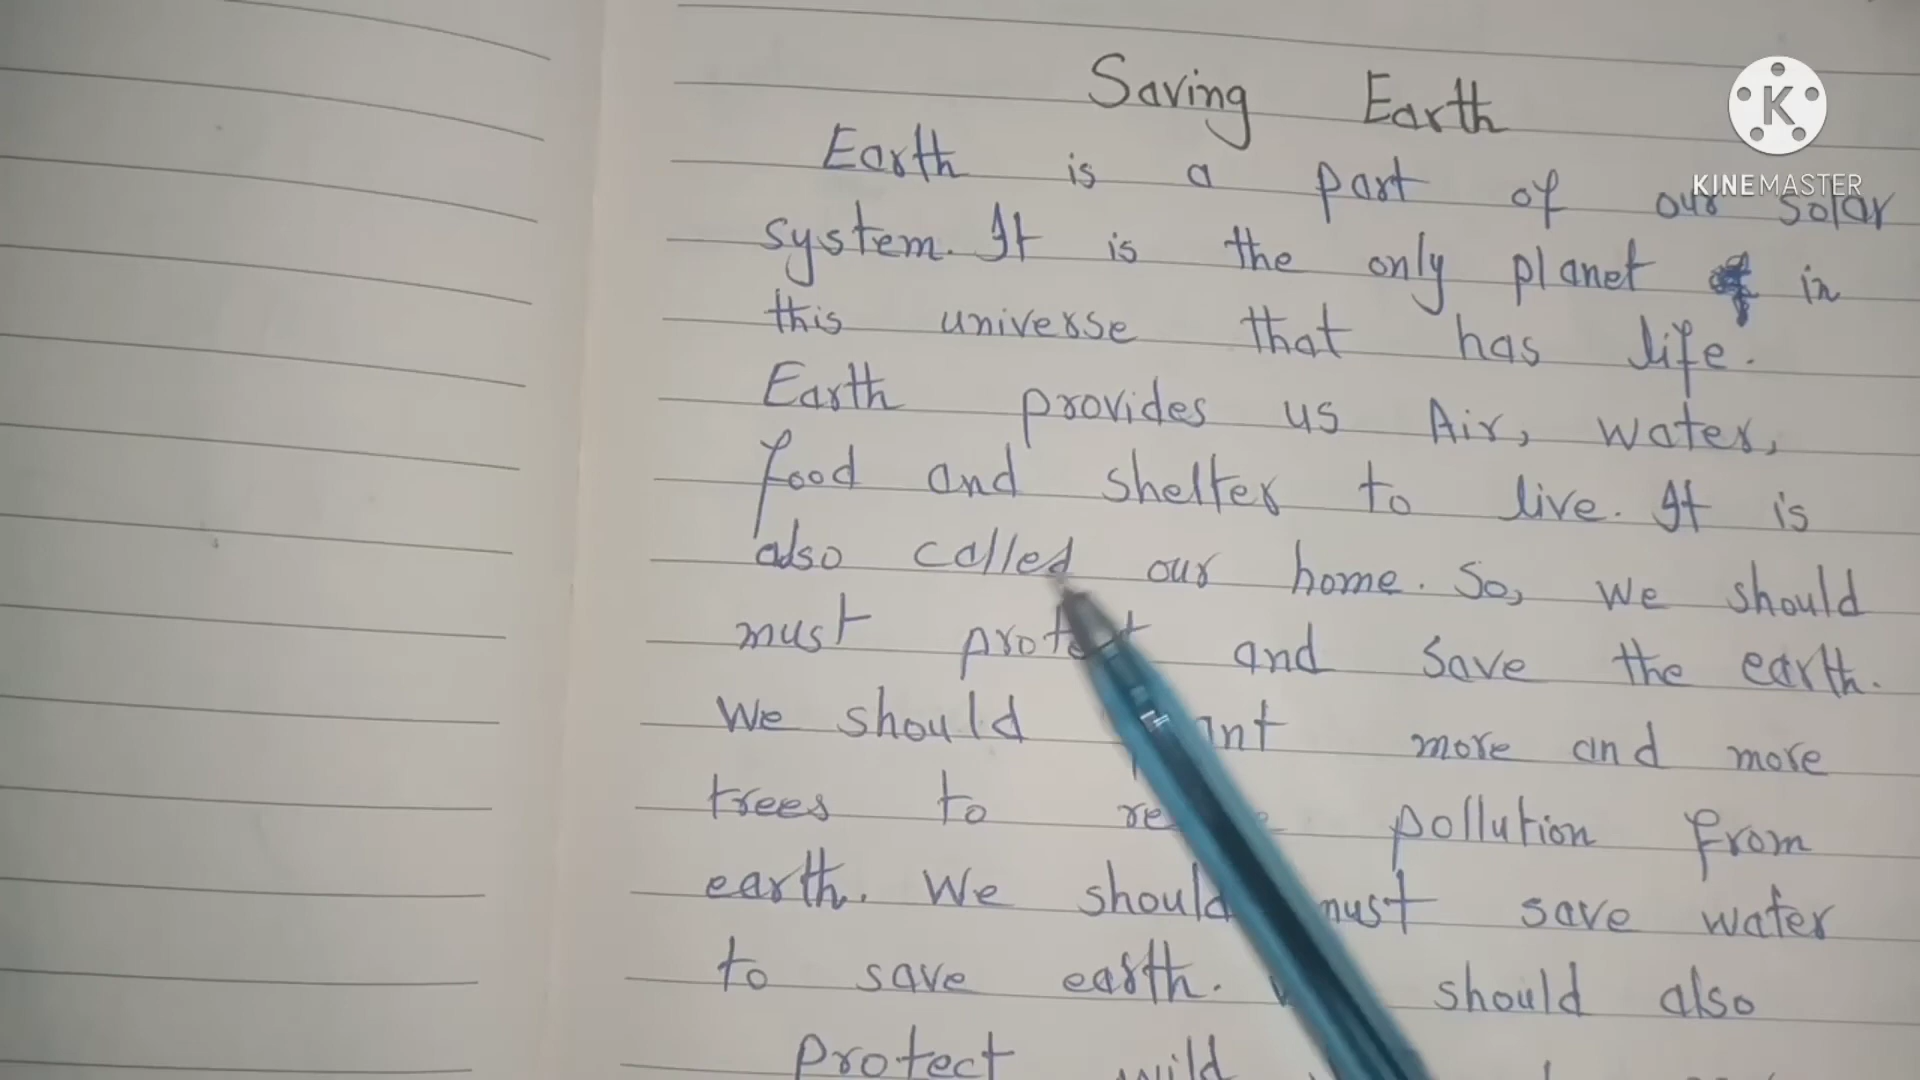 Saving Earth
Earth is a part of our solar
system. It is the only planet in
this universe that has life.
Earth provides us Air, water,
food and shelter to live. It is
also called our home. So, we should
must protect and save the earth.
We should more and more
trees to pollution from
earth. We should must save water
to save earth. should also
protect wild
K
KINEMASTER